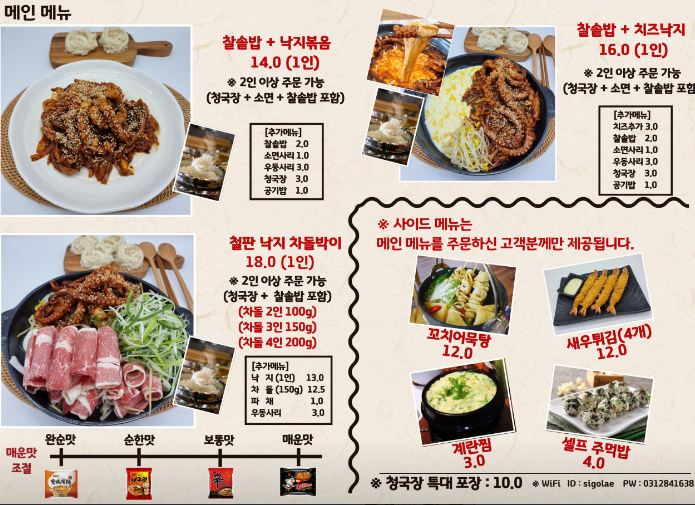 메인 메뉴
찰솥밥 + 낙지볶음
14.0 (1인)
※ 2인 이상 주문 가능
(청국장 + 소면 + 찰솥밥 포함)
[추가메뉴]
찰솥밥 2.0
소면사리 1.0
우동사리 3.0
청국장 3.0
공기밥 1.0
찰솥밥 + 치즈낙지
16.0 (1인)
※ 2인 이상 주문 가능
(청국장 + 소면 + 찰솥밥 포함
[추가메뉴]
치즈추가 3.0
찰솥밥 2.0
소면사리 1.0
우동사리 3.0
청국장 3.0
공기밥 1.0
철판 낙지 차돌박이
18.0 (1인)
※ 2인 이상 주문 가능
(청국장 + 찰솥밥 포함)
(차돌 2인 100g)
(차돌 3인 150g)
(차돌 4인 200g)
[추가메뉴]
낙 지 (1인) 13.0
차 돌 (150g) 12.5
파 채 1.0
우동사리 3.0
매운맛
조절
완순맛 순한맛 보통맛 매운맛
※ 사이드 메뉴는
메인 메뉴를 주문하신 고객분께만 제공됩니다.
꼬치어묵탕
12.0
새우튀김(4개)
12.0
계란찜
3.0
셀프 주먹밥
4.0
※ 청국장 특대 포장 : 10.0 ※ WiFi ID : sigolae PW : 0312841638